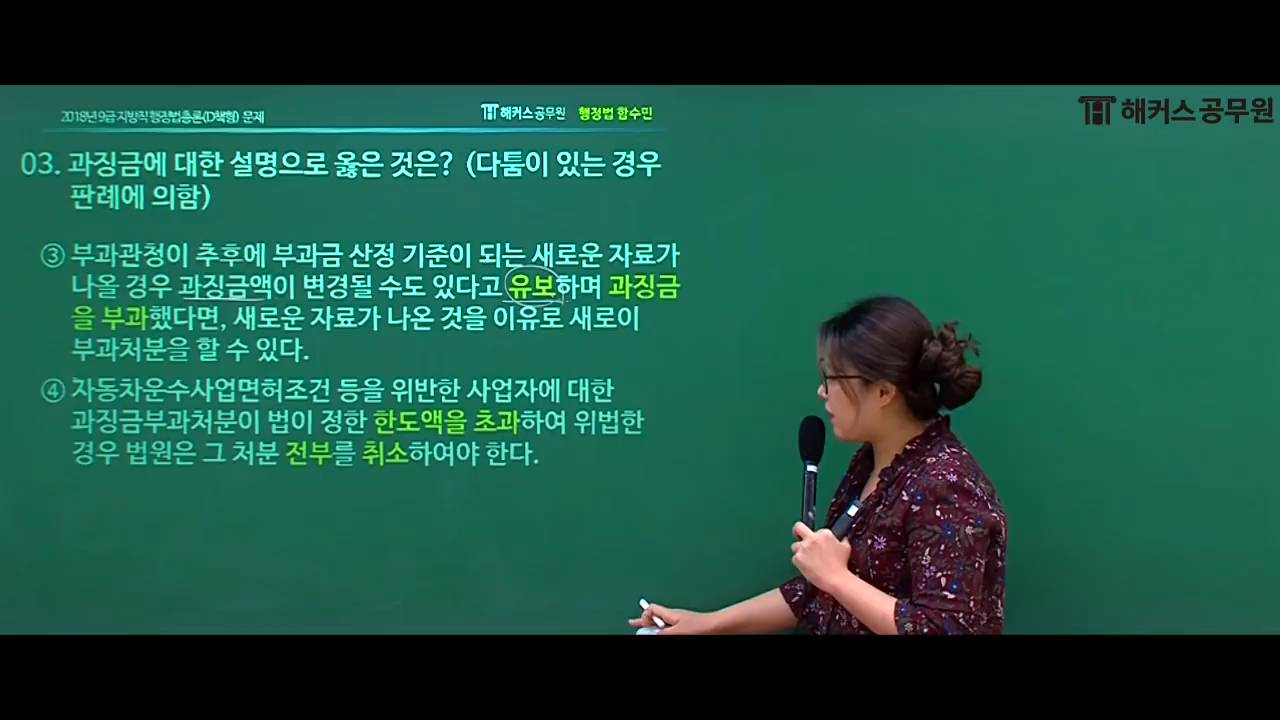 2018년 9급 지방직 행정법총론(D책형) 문제
해커스공무원 행정법 함수민
해커스공무원
03. 과징금에 대한 설명으로 옳은 것은? (다툼이 있는 경우
판례에 의함)
③ 부과관청이 추후에 부과금 산정 기준이 되는 새로운 자료가
나올 경우 과징금액이 변경될 수도 있다고 유보하며 과징금
을 부과했다면, 새로운 자료가 나온 것을 이유로 새로이
부과처분을 할 수 있다.
④ 자동차운수사업면허조건 등을 위반한 사업자에 대한
과징금부과처분이 법이 정한 한도액을 초과하여 위법한
경우 법원은 그 처분 전부를 취소하여야 한다.